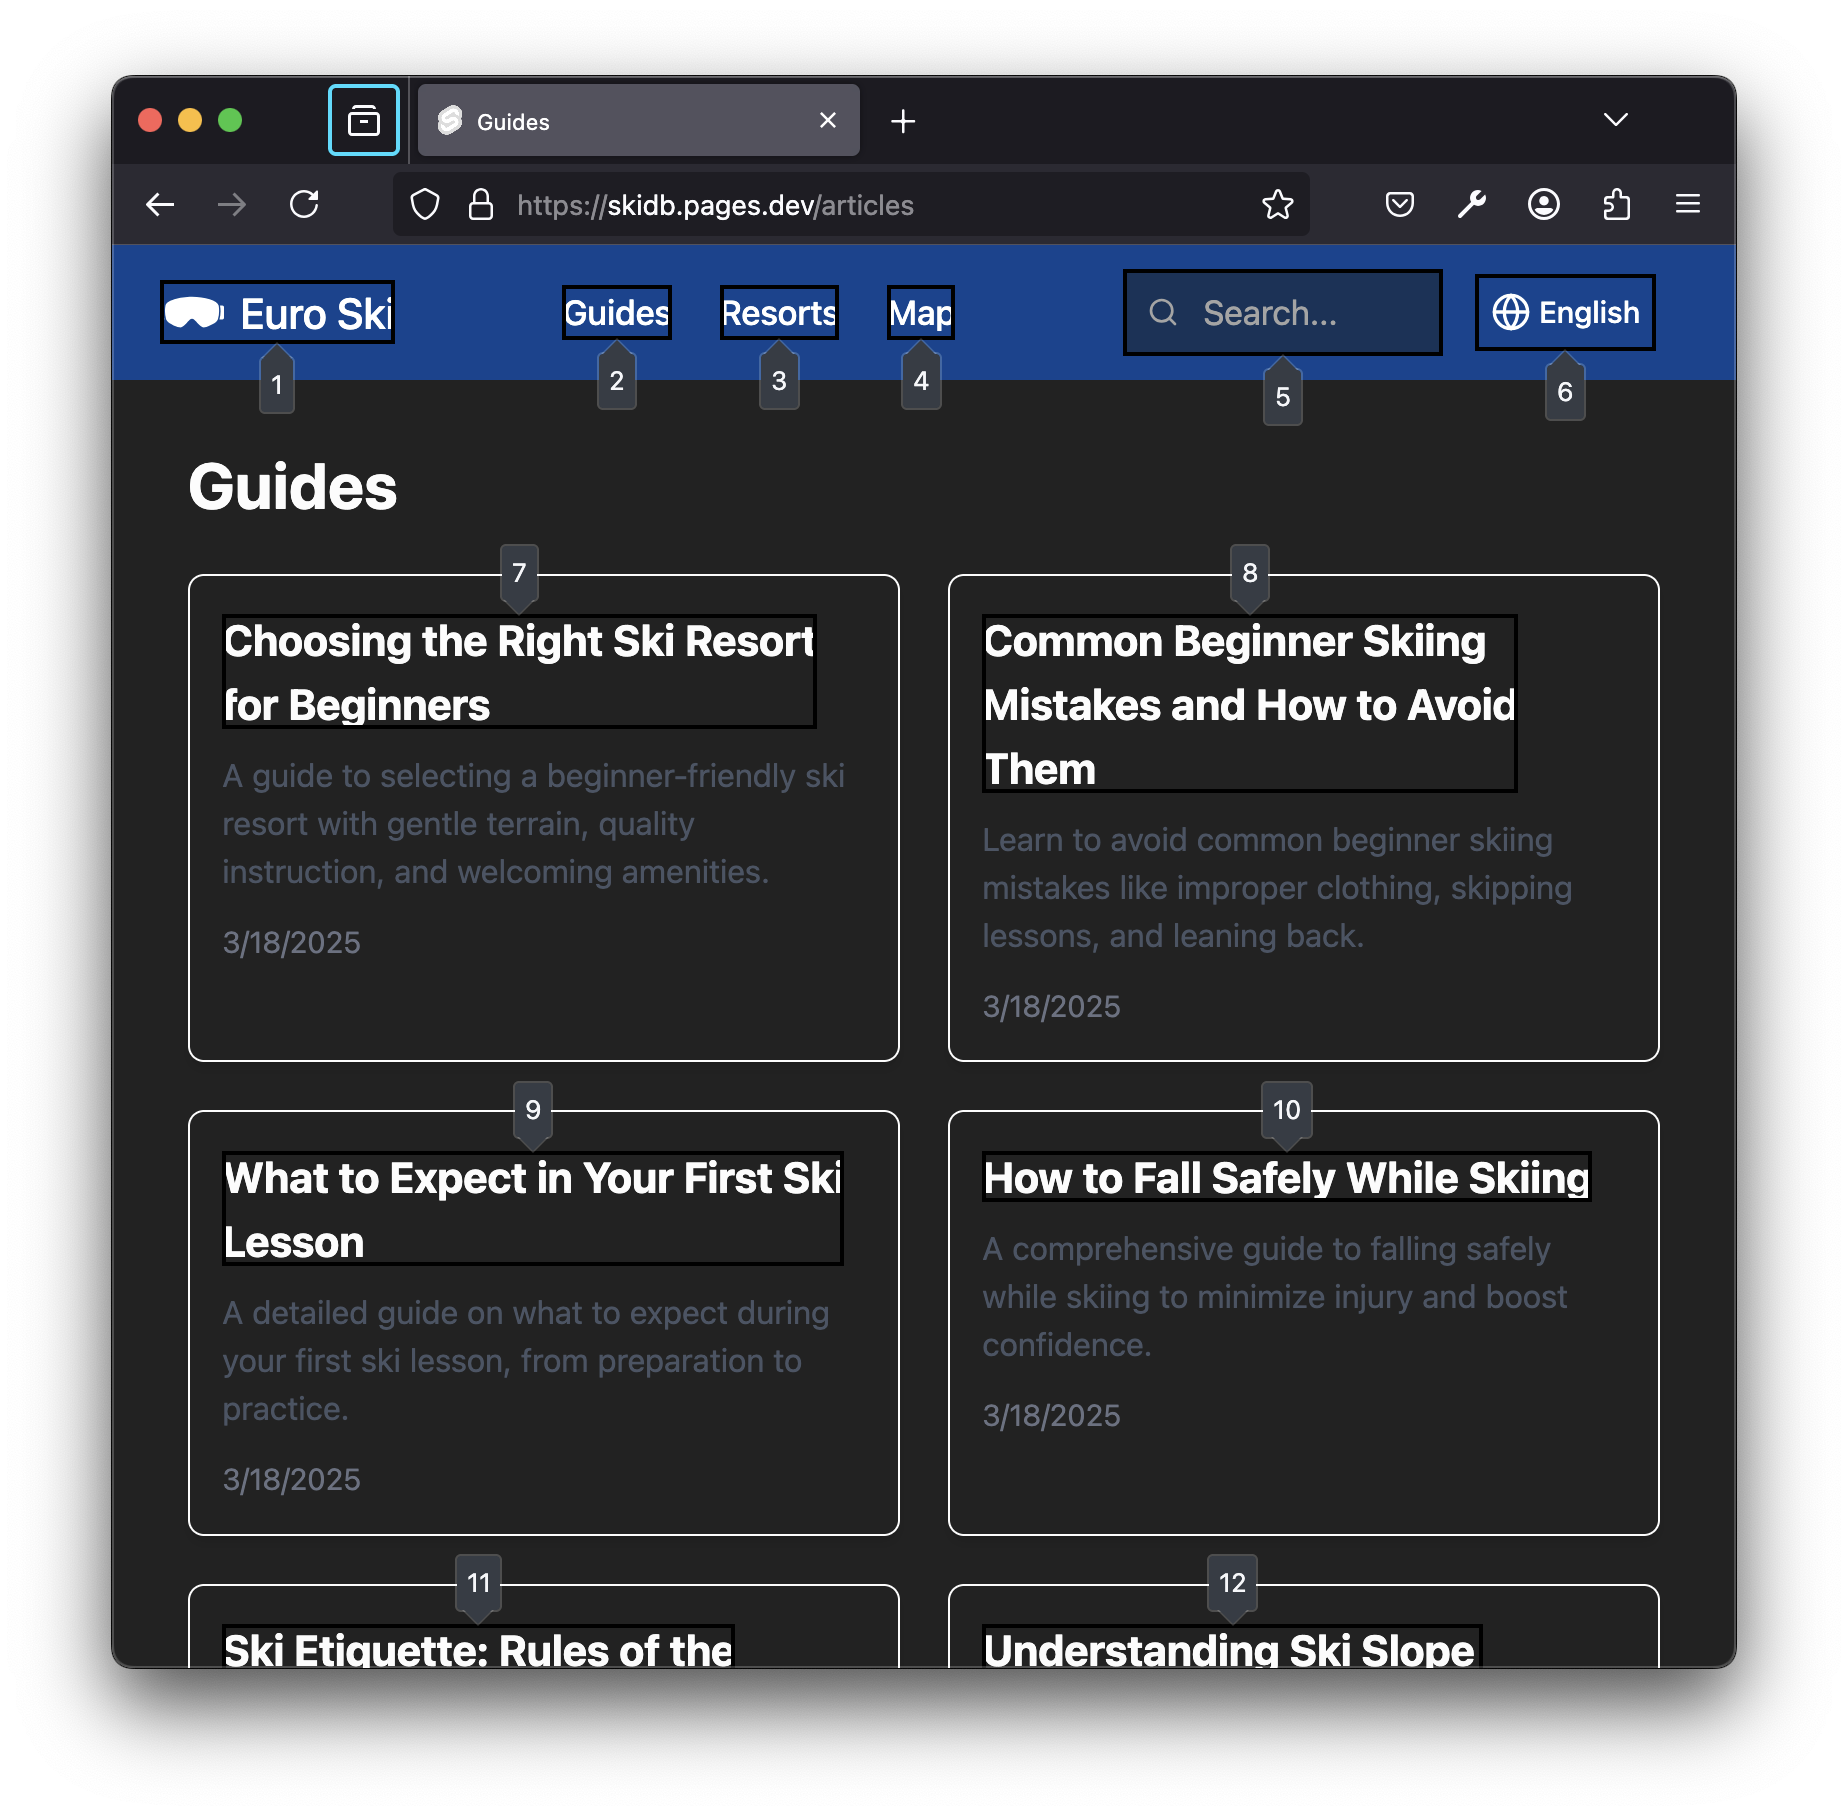 Guides
https://skidb.pages.dev/articles
Euro Ski
Guides
Resorts
Map
Search...
English
1
2
3
4
5
6
Guides
7
Choosing the Right Ski Resort
for Beginners
A guide to selecting a beginner-friendly ski
resort with gentle terrain, quality
instruction, and welcoming amenities.
3/18/2025
8
Common Beginner Skiing
Mistakes and How to Avoid
Them
Learn to avoid common beginner skiing
mistakes like improper clothing, skipping
lessons, and leaning back.
3/18/2025
9
What to Expect in Your First Ski
Lesson
A detailed guide on what to expect during
your first ski lesson, from preparation to
practice.
3/18/2025
10
How to Fall Safely While Skiing
A comprehensive guide to falling safely
while skiing to minimize injury and boost
confidence.
3/18/2025
11
Ski Etiquette: Rules of the
12
Understanding Ski Slope